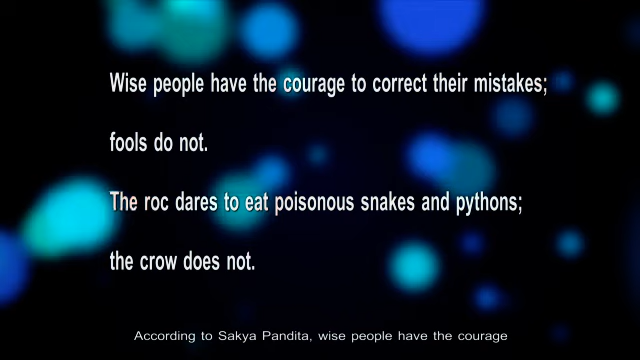 Wise people have the courage to correct their mistakes;
fools do not.
The roc dares to eat poisonous snakes and pythons;
the crow does not.
According to Sakya Pandita, wise people have the courage